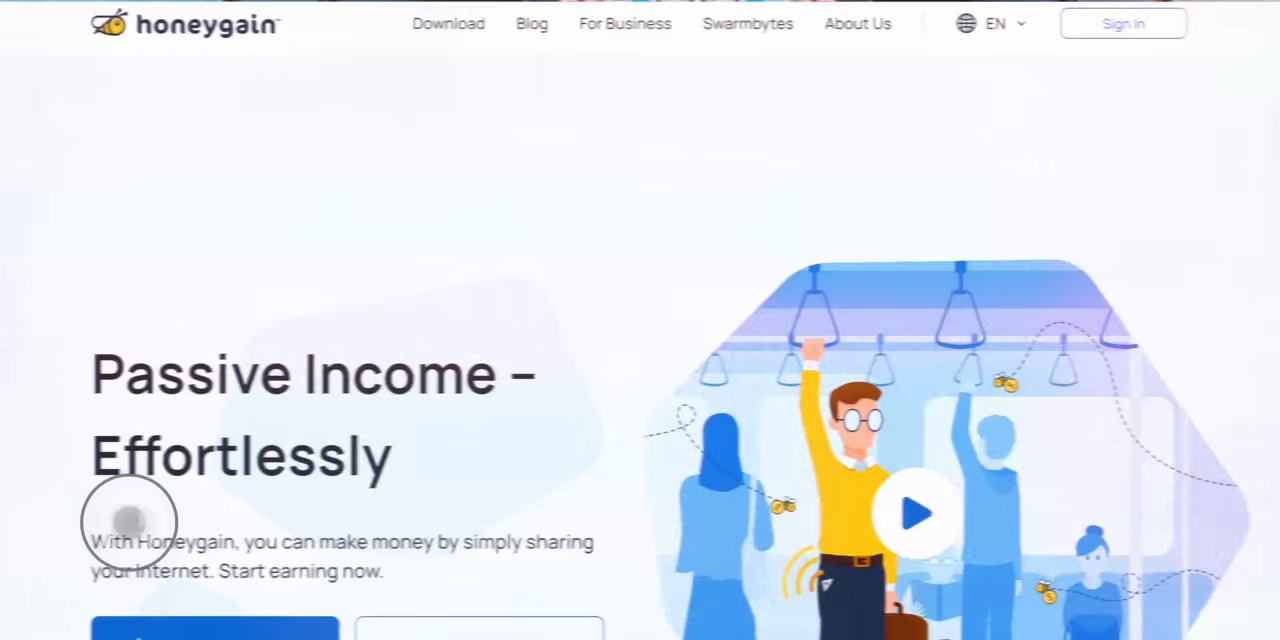 honeygain
Download Blog For Business Swarmbytes About Us EN Sign In
Passive Income –
Effortlessly
With Honeygain, you can make money by simply sharing
your internet. Start earning now.